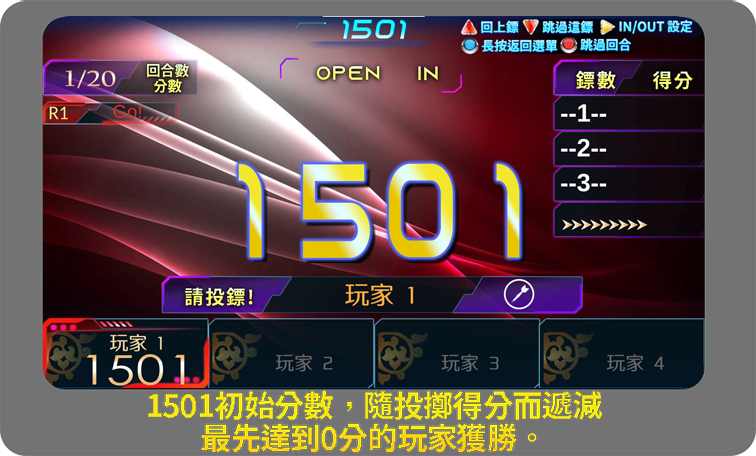 1501
回上鏢 跳過這鏢 IN/OUT 設定
長按返回選單 跳過回合
1/20 回合數
分數
OPEN IN
鏢數 得分
R1 Go!
--1--
--2--
--3--
1501
請投鏢! 玩家 1
玩家 1
1501
玩家 2
玩家 3
玩家 4
1501初始分數，隨投擲得分而遞減
最先達到0分的玩家獲勝。